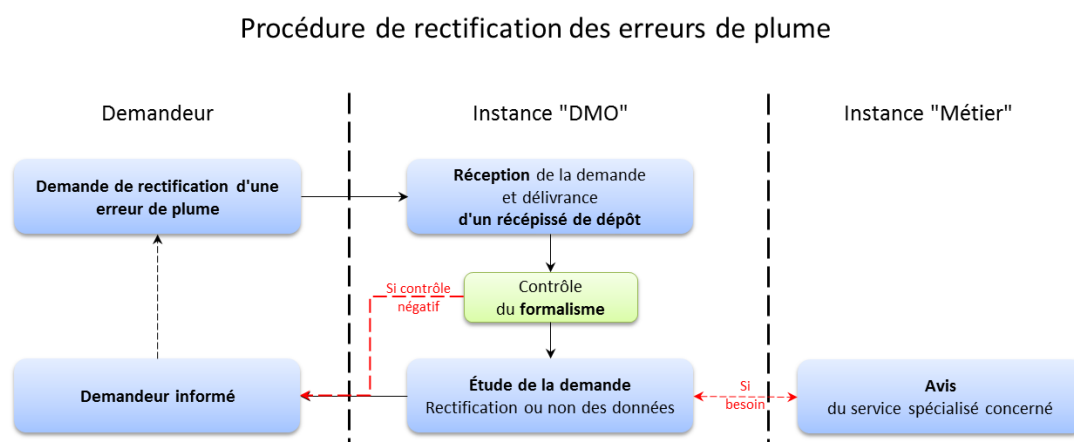 Procédure de rectification des erreurs de plume
Demandeur
Instance "DMO"
Instance "Métier"
Demande de rectification d'une
erreur de plume
Réception de la demande
et délivrance
d'un récépissé de dépôt
Si contrôle
négatif
Contrôle
du formalisme
Demandeur informé
Étude de la demande
Rectification ou non des données
Si
besoin
Avis
du service spécialisé concerné